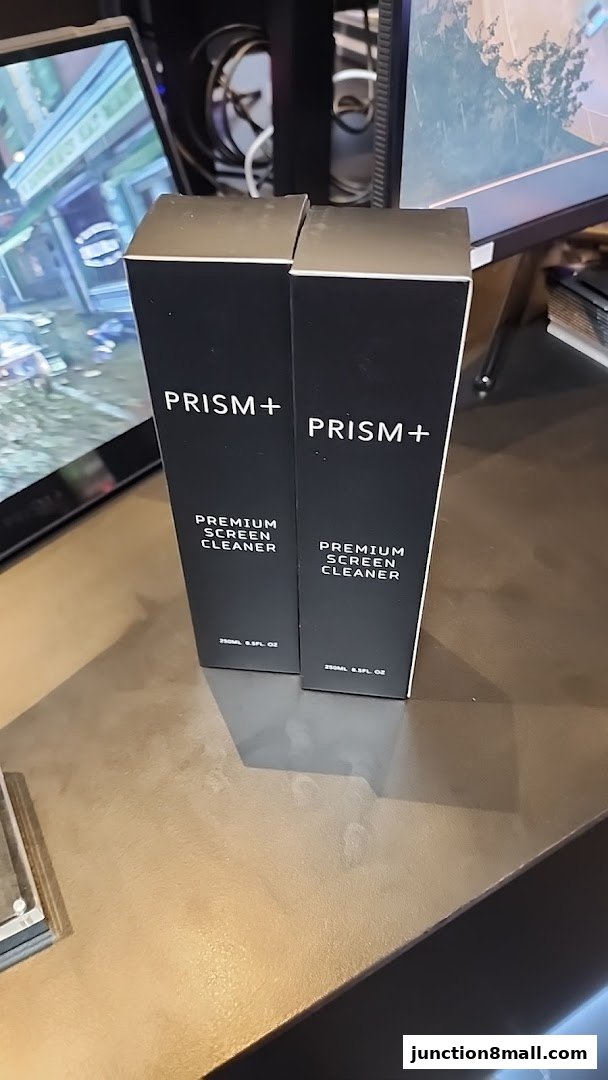 PRISM+
PREMIUM
SCREEN
CLEANER
250ML 8.5FL. OZ
PRISM+
PREMIUM
SCREEN
CLEANER
250ML 8.5FL. OZ
junction8mall.com